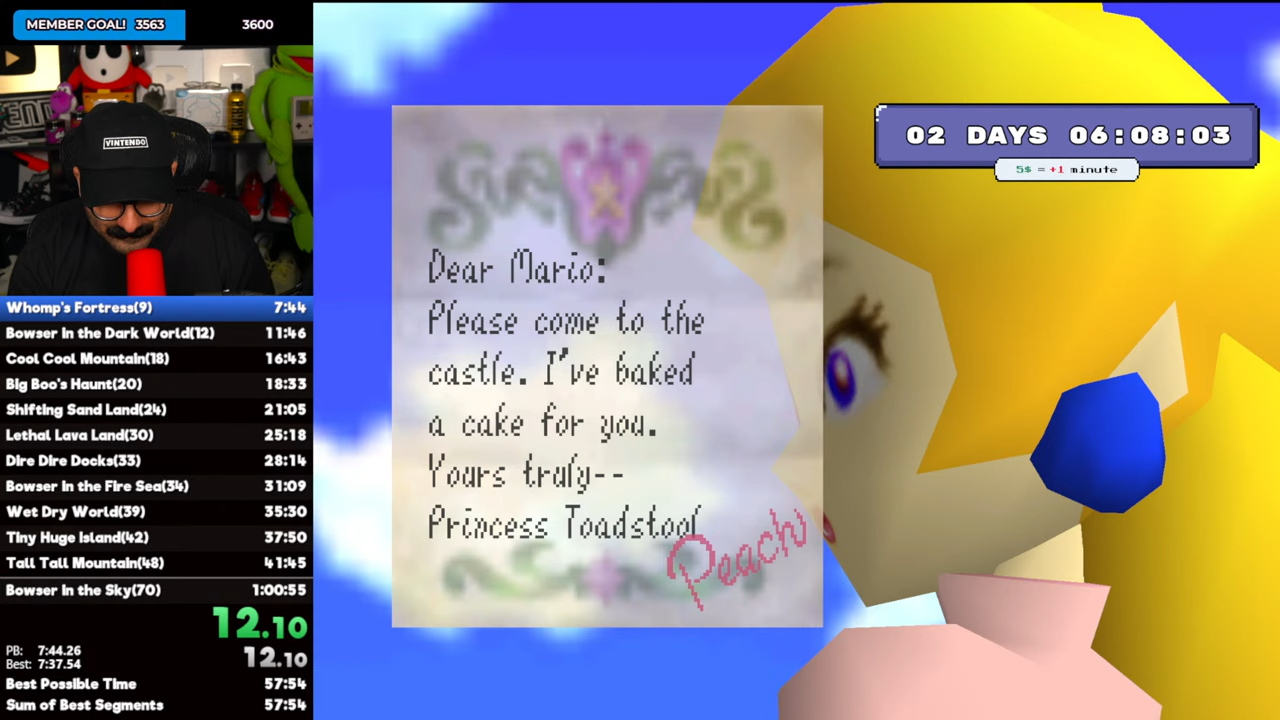 MEMBER GOAL! 3563 3600
VINTENDO
Whomp's Fortress(9) 7:44
Bowser in the Dark World(12) 11:46
Cool Cool Mountain(18) 16:43
Big Boo's Haunt(20) 18:33
Shifting Sand Land(24) 21:05
Lethal Lava Land(30) 25:18
Dire Dire Docks(33) 28:14
Bowser in the Fire Sea(34) 31:09
Wet Dry World(39) 35:30
Tiny Huge Island(42) 37:50
Tall Tall Mountain(48) 41:45
Bowser in the Sky(70) 1:00:55
12.10
PB: 7:44.26
Best: 7:37.54
12.10
Best Possible Time 57:54
Sum of Best Segments 57:54
Dear Mario:
Please come to the
castle. I've baked
a cake for you.
Yours truly--
Princess Toadstool
Peach
02 DAYS 06:08:03
5$ = +1 minute